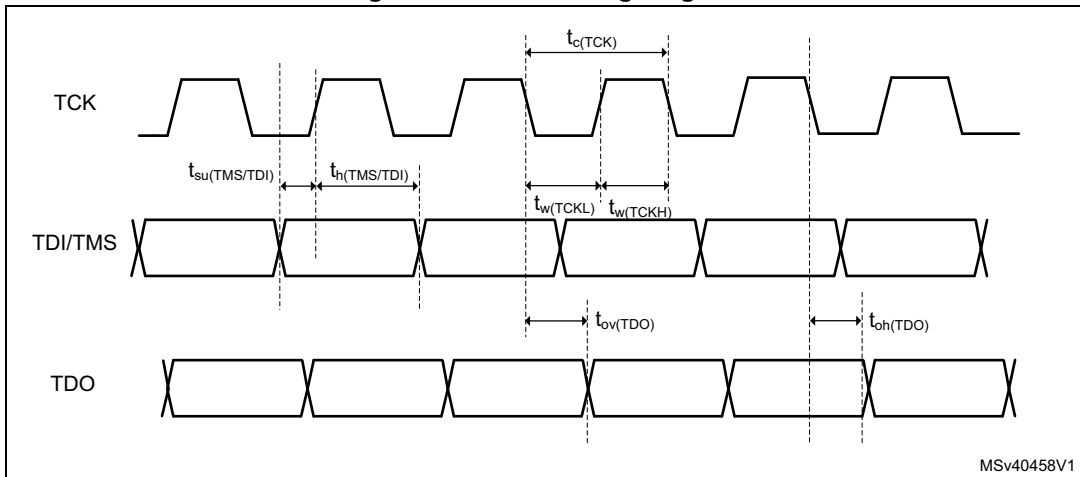 tc(TCK)
TCK
tsu(TMS/TDI)
th(TMS/TDI)
tw(TCKL)
tw(TCKH)
TDI/TMS
tov(TDO)
toh(TDO)
TDO
MSv40458V1